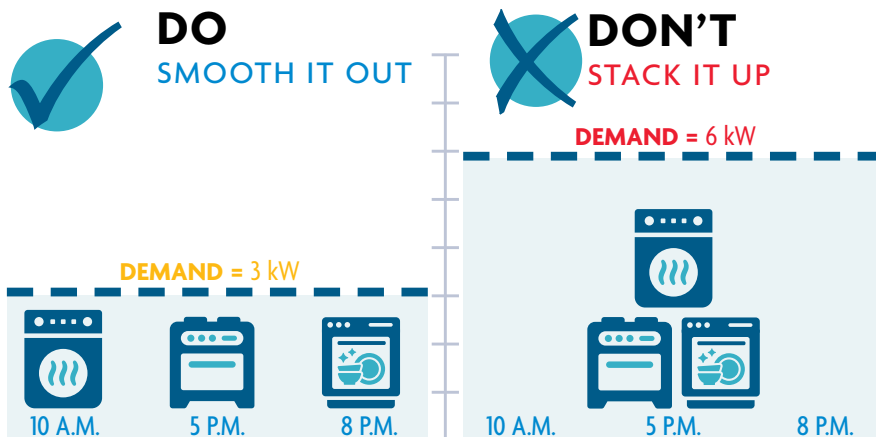 DO
SMOOTH IT OUT
DEMAND = 3 kW
10 A.M. 5 P.M. 8 P.M.
DON'T
STACK IT UP
DEMAND = 6 kW
10 A.M. 5 P.M. 8 P.M.